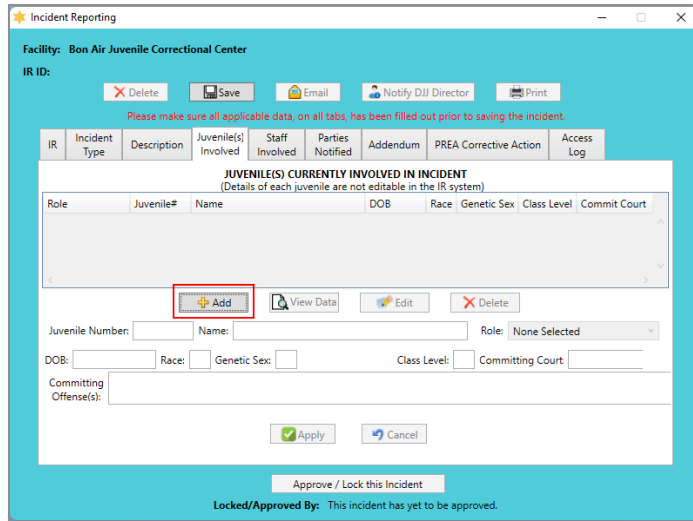 Incident Reporting
Facility: Bon Air Juvenile Correctional Center
IR ID:
Delete Save Email Notify DJJ Director Print
Please make sure all applicable data, on all tabs, has been filled out prior to saving the incident.
IR Incident Type Description Juvenile(s) Involved Staff Involved Parties Notified Addendum PREA Corrective Action Access Log
JUVENILE(S) CURRENTLY INVOLVED IN INCIDENT
(Details of each juvenile are not editable in the IR system)
Role Juvenile# Name DOB Race Genetic Sex Class Level Commit Court
Add View Data Edit Delete
Juvenile Number: Name: Role: None Selected
DOB: Race: Genetic Sex: Class Level: Committing Court
Committing
Offense(s):
Apply Cancel
Approve / Lock this Incident
Locked/Approved By: This incident has yet to be approved.